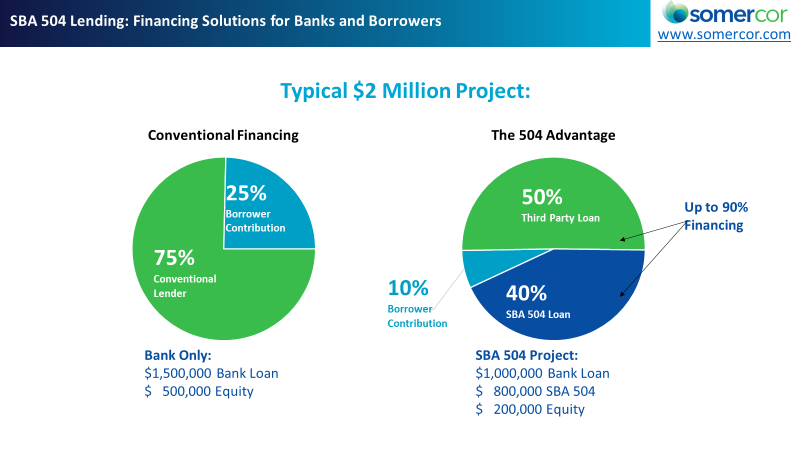 SBA 504 Lending: Financing Solutions for Banks and Borrowers
somercor
www.somercor.com
Typical $2 Million Project:
Conventional Financing
25%
Borrower
Contribution
75%
Conventional
Lender
Bank Only:
$1,500,000 Bank Loan
$ 500,000 Equity
The 504 Advantage
50%
Third Party Loan
Up to 90%
Financing
10%
Borrower
Contribution
40%
SBA 504 Loan
SBA 504 Project:
$1,000,000 Bank Loan
$ 800,000 SBA 504
$ 200,000 Equity